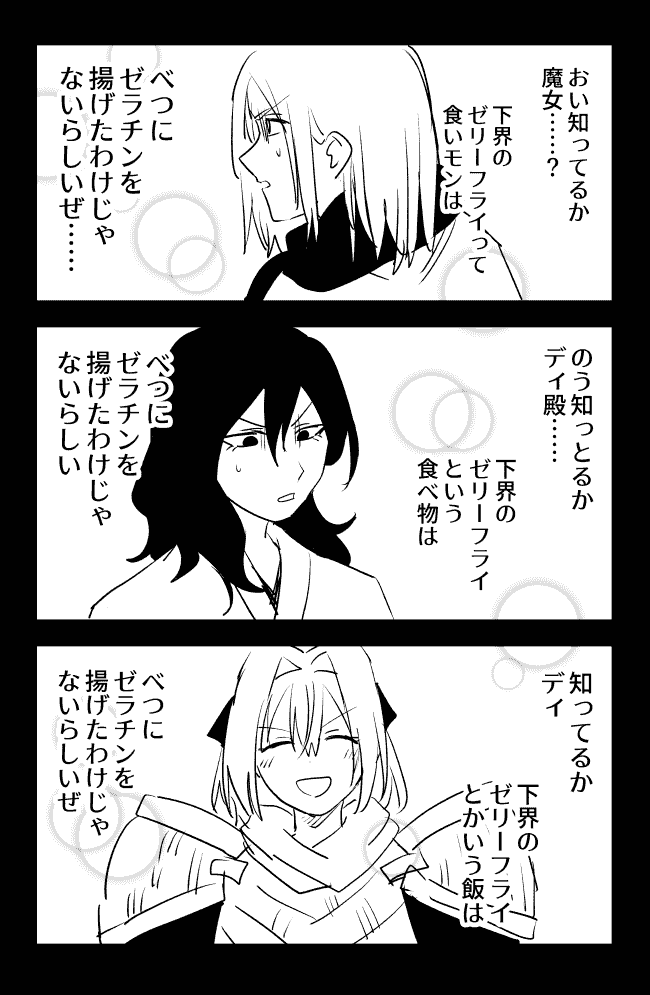 おい知ってるか
魔女……?
下界の
ゼリーフライって
食いモンは
べつに
ゼラチンを
揚げたわけじゃ
ないらしいぜ……
のう知っとるか
ディ殿……
下界の
ゼリーフライ
という
食べ物は
べつに
ゼラチンを
揚げたわけじゃ
ないらしい
知ってるか
ディ
下界の
ゼリーフライ
とかいう飯は
べつに
ゼラチンを
揚げたわけじゃ
ないらしいぜ